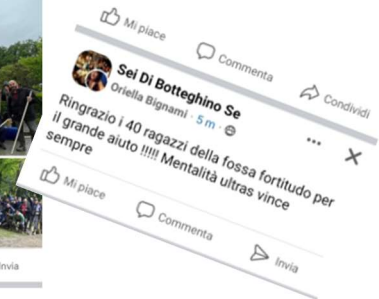 Mi piace
Commenta
Condividi
Sei Di Botteghino Se
Oriella Bignami · 5 m ·
Ringrazio i 40 ragazzi della fossa fortitudo per
il grande aiuto !!!!! Mentalità ultras vince
sempre
Mi piace
Commenta
Invia
Invia